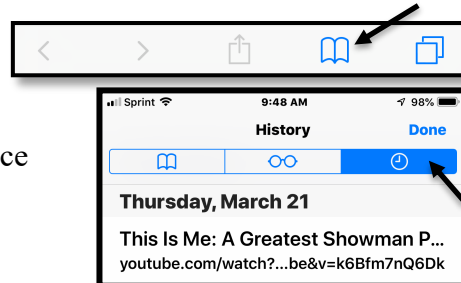 Sprint 9:48 AM 98%
History Done
ce
Thursday, March 21
This Is Me: A Greatest Showman P...
youtube.com/watch?...be&v=k6Bfm7nQ6Dk